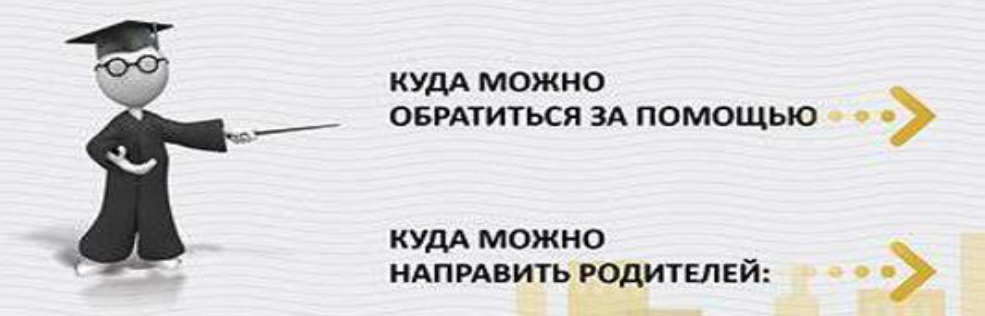 КУДА МОЖНО
ОБРАТИТЬСЯ ЗА ПОМОЩЬЮ
КУДА МОЖНО
НАПРАВИТЬ РОДИТЕЛЕЙ: